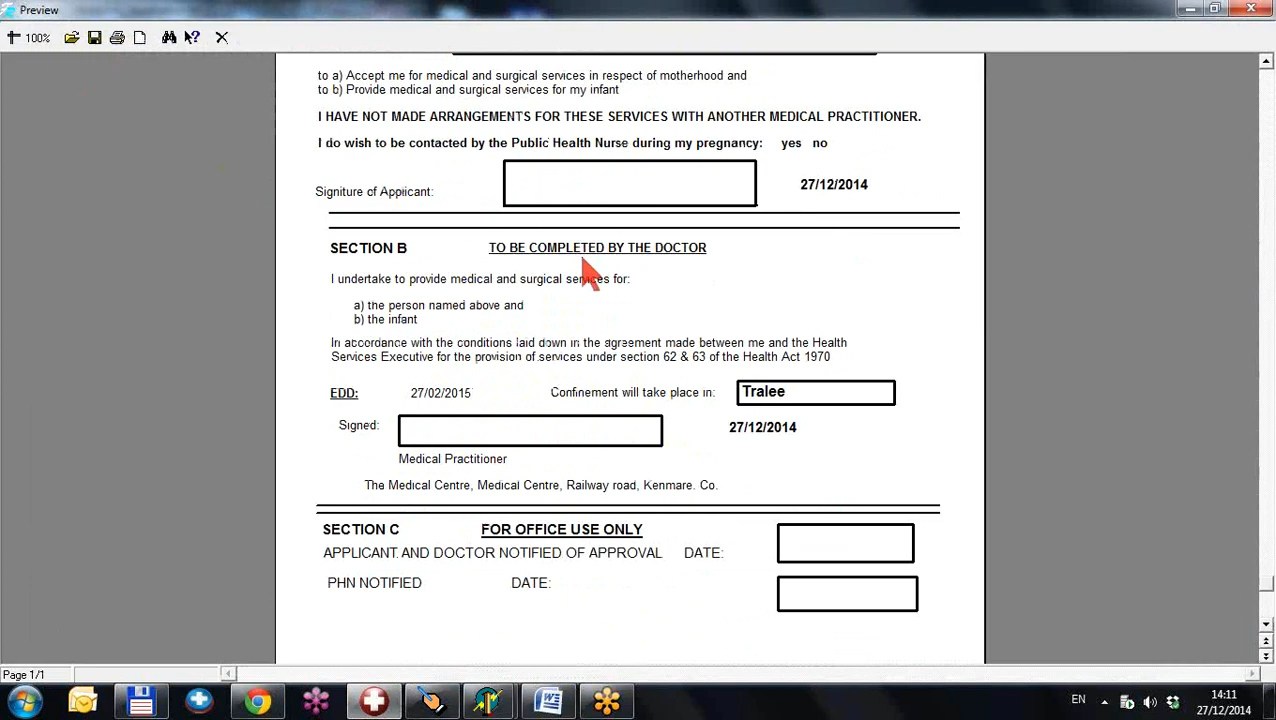 Preview
100%
to a) Accept me for medical and surgical services in respect of motherhood and
to b) Provide medical and surgical services for my infant
I HAVE NOT MADE ARRANGEMENTS FOR THESE SERVICES WITH ANOTHER MEDICAL PRACTITIONER.
I do wish to be contacted by the Public Health Nurse during my pregnancy: yes no
Signiture of Applicant: 27/12/2014
SECTION B TO BE COMPLETED BY THE DOCTOR
I undertake to provide medical and surgical services for:
a) the person named above and
b) the infant
In accordance with the conditions laid down in the agreement made between me and the Health
Services Executive for the provision of services under section 62 & 63 of the Health Act 1970
EDD: 27/02/2015 Confinement will take place in: Tralee
Signed: 27/12/2014
Medical Practitioner
The Medical Centre, Medical Centre, Railway road, Kenmare. Co.
SECTION C FOR OFFICE USE ONLY
APPLICANT AND DOCTOR NOTIFIED OF APPROVAL DATE:
PHN NOTIFIED DATE:
Page 1/1
EN 14:11
27/12/2014